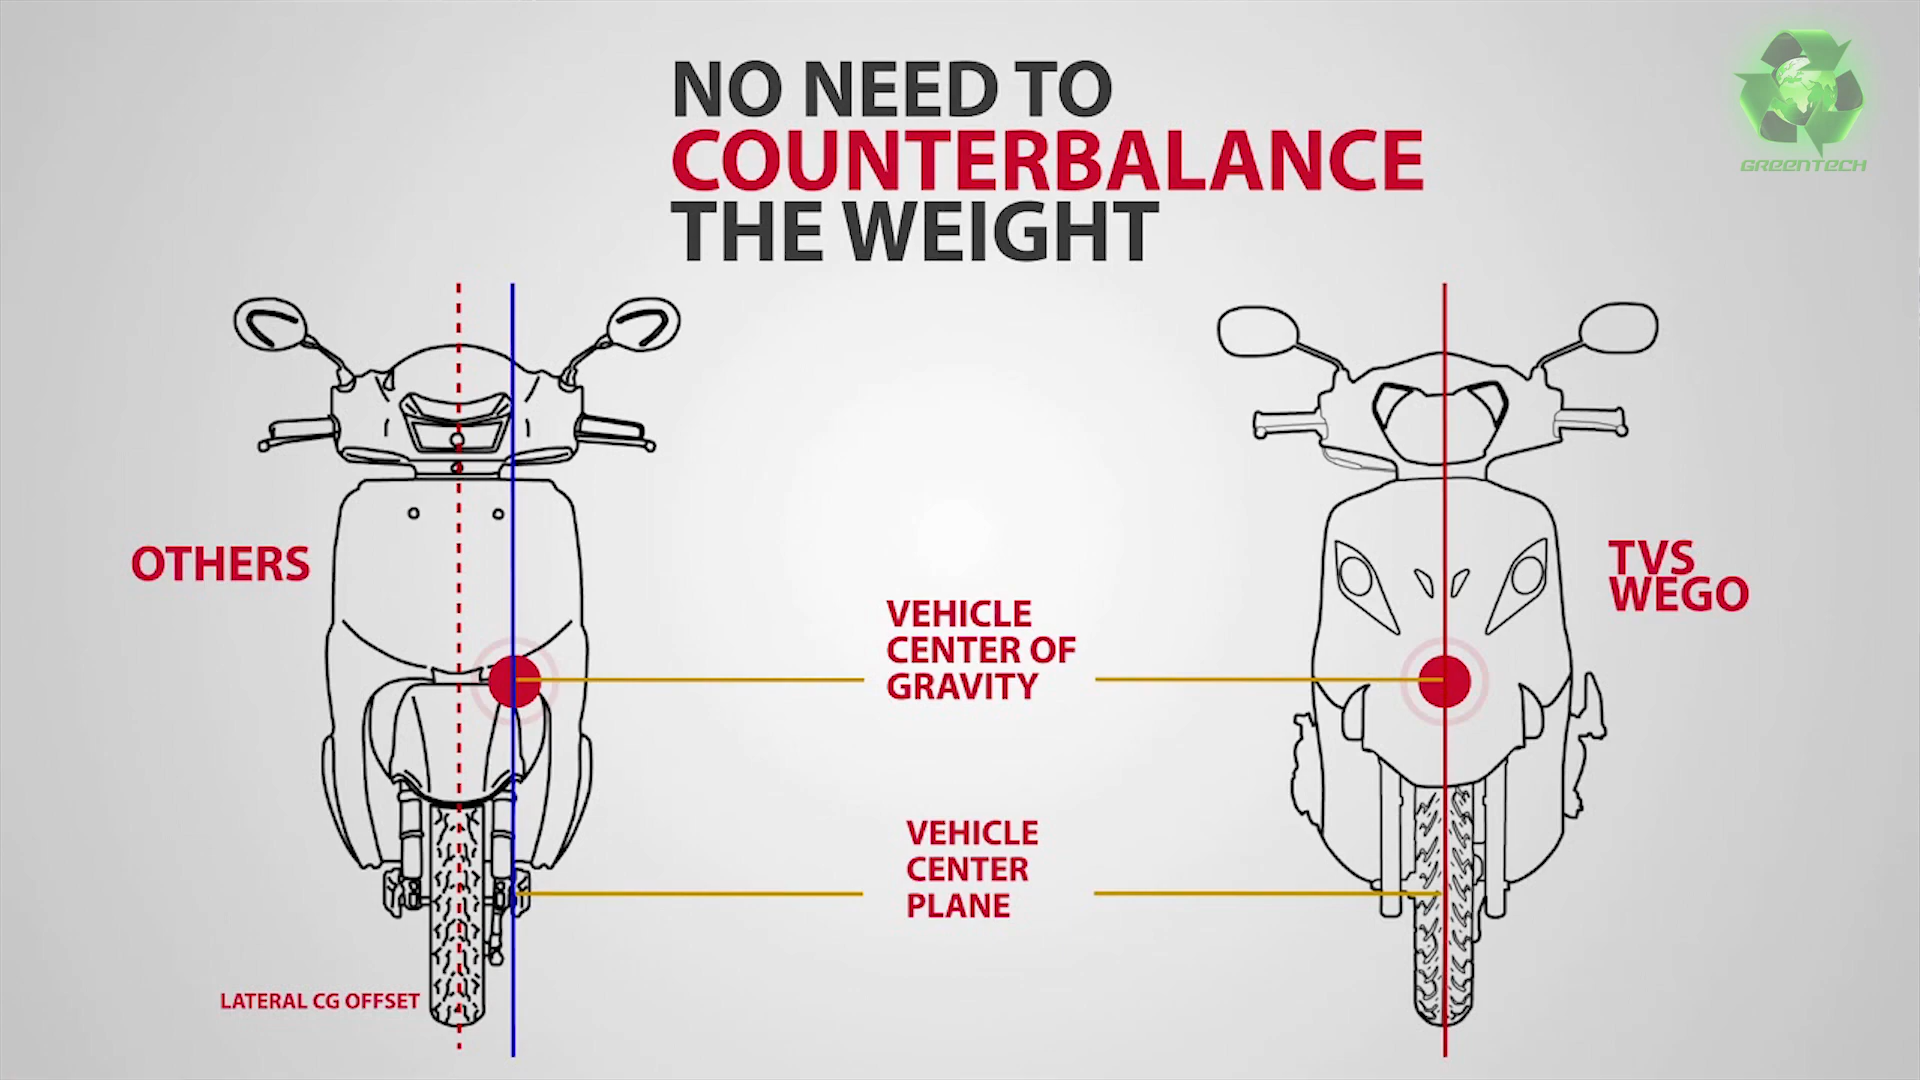 NO NEED TO
COUNTERBALANCE
THE WEIGHT
GREENTECH
OTHERS
TVS
WEGO
VEHICLE
CENTER OF
GRAVITY
VEHICLE
CENTER
PLANE
LATERAL CG OFFSET